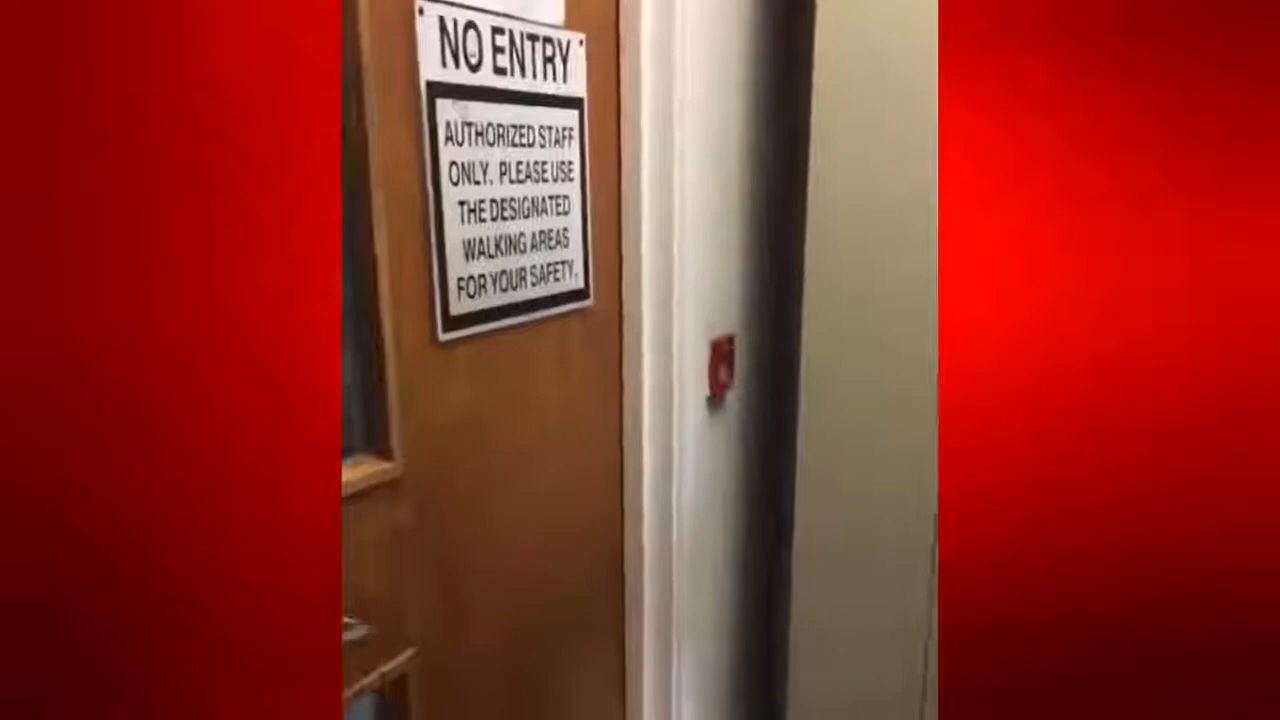 NO ENTRY
AUTHORIZED STAFF
ONLY. PLEASE USE
THE DESIGNATED
WALKING AREAS
FOR YOUR SAFETY.